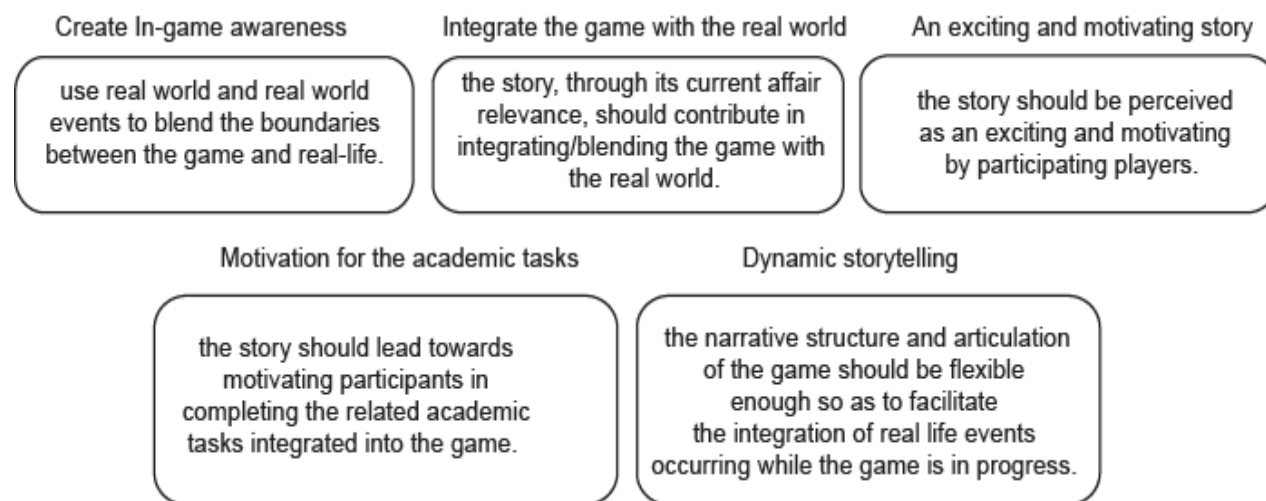 Create In-game awareness
use real world and real world
events to blend the boundaries
between the game and real-life.
Integrate the game with the real world
the story, through its current affair
relevance, should contribute in
integrating/blending the game with
the real world.
An exciting and motivating story
the story should be perceived
as an exciting and motivating
by participating players.
Motivation for the academic tasks
the story should lead towards
motivating participants in
completing the related academic
tasks integrated into the game.
Dynamic storytelling
the narrative structure and articulation
of the game should be flexible
enough so as to facilitate
the integration of real life events
occurring while the game is in progress.